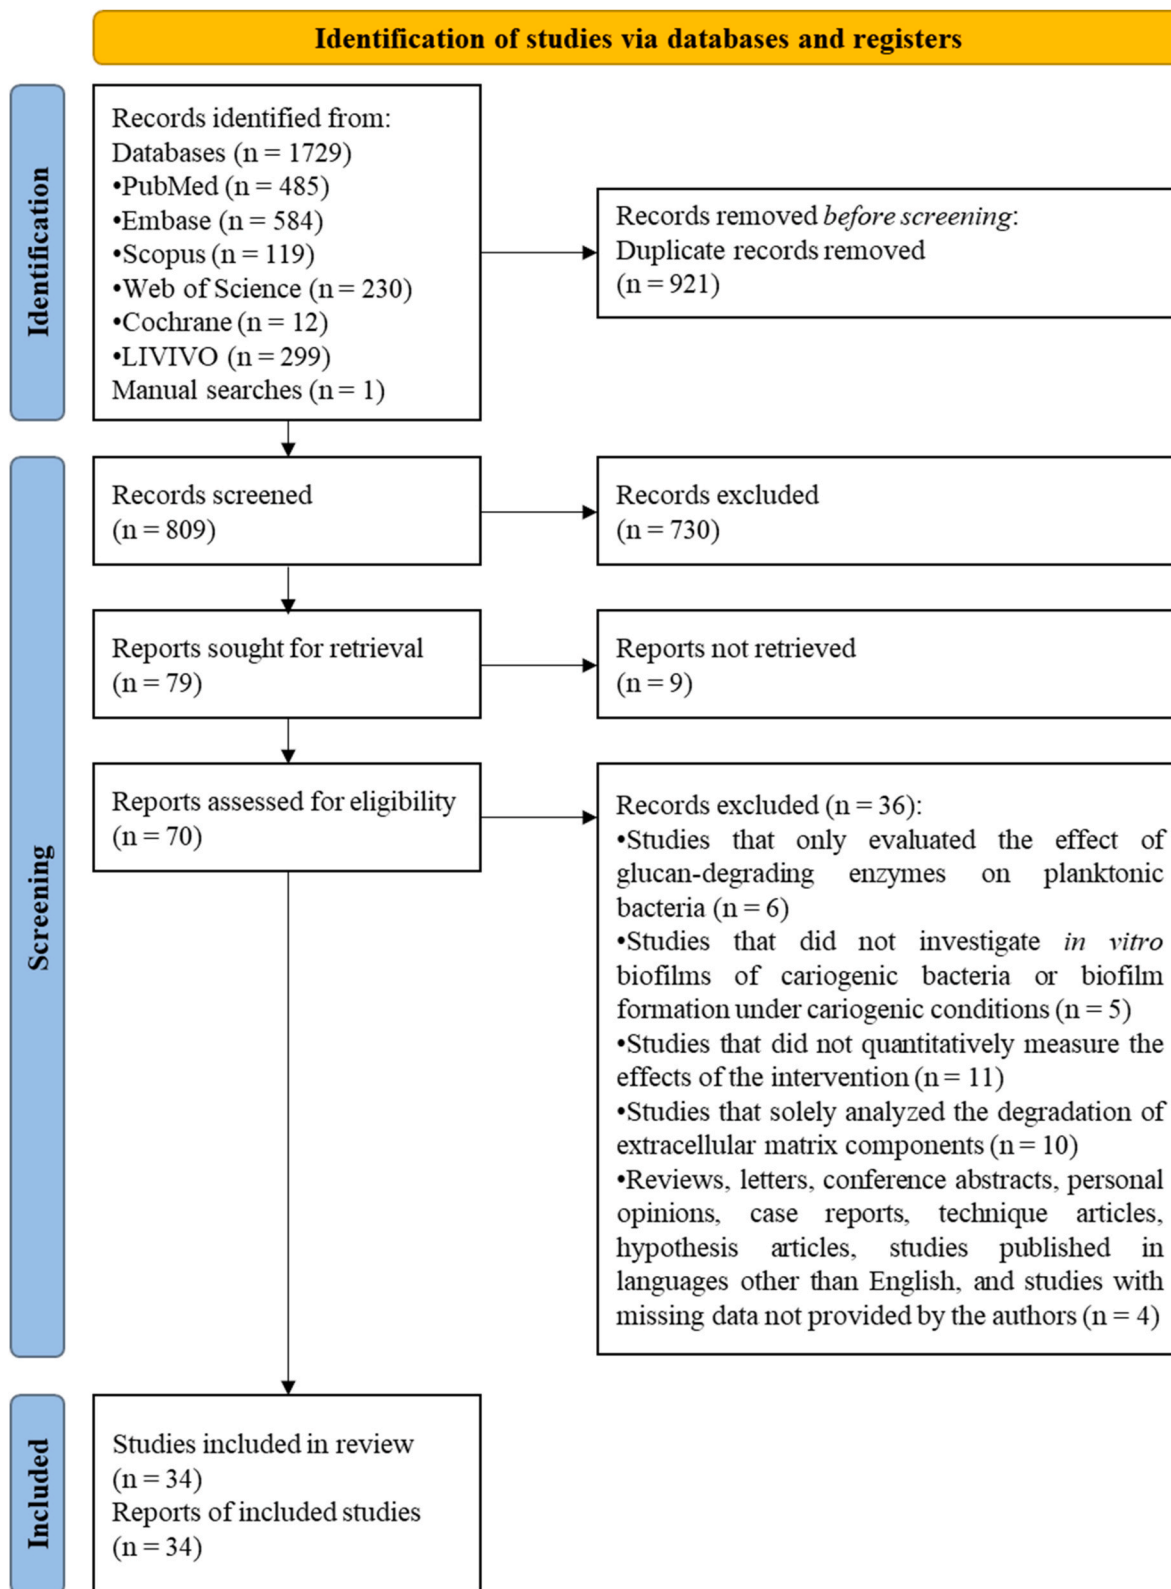 Identification of studies via databases and registers
Identification
Records identified from:
Databases (n = 1729)
•PubMed (n = 485)
•Embase (n = 584)
•Scopus (n = 119)
•Web of Science (n = 230)
•Cochrane (n = 12)
•LIVIVO (n = 299)
Manual searches (n = 1)
Records removed before screening:
Duplicate records removed
(n = 921)
Screening
Records screened
(n = 809)
Records excluded
(n = 730)
Reports sought for retrieval
(n = 79)
Reports not retrieved
(n = 9)
Reports assessed for eligibility
(n = 70)
Records excluded (n = 36):
•Studies that only evaluated the effect of
glucan-degrading enzymes on planktonic
bacteria (n = 6)
•Studies that did not investigate in vitro
biofilms of cariogenic bacteria or biofilm
formation under cariogenic conditions (n = 5)
•Studies that did not quantitatively measure the
effects of the intervention (n = 11)
•Studies that solely analyzed the degradation of
extracellular matrix components (n = 10)
•Reviews, letters, conference abstracts, personal
opinions, case reports, technique articles,
hypothesis articles, studies published in
languages other than English, and studies with
missing data not provided by the authors (n = 4)
Included
Studies included in review
(n = 34)
Reports of included studies
(n = 34)